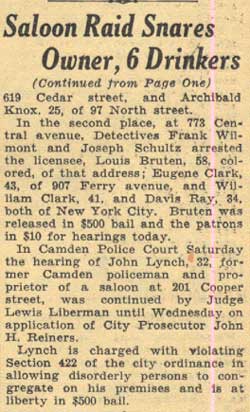 Saloon Raid Snares
Owner, 6 Drinkers
(Continued from Page One)
619 Cedar street, and Archibald
Knox, 25, of 97 North street.
In the second place, at 773 Cen-
tral avenue, Detectives Frank Wil-
mont and Joseph Schultz arrested
the licensee, Louis Bruten, 58, col-
ored, of that address; Eugene Clark,
43, of 907 Ferry avenue, and Wil-
liam Clark, 41, and Davis Ray, 34,
both of New York City. Bruten was
released in $500 bail and the patrons
in $10 for hearings today.
In Camden Police Court Saturday
the hearing of John Lynch, 32, for-
mer Camden policeman and pro-
prietor of a saloon at 201 Cooper
street, was continued by Judge
Lewis Liberman until Wednesday on
application of City Prosecutor John
H. Reiners.
Lynch is charged with violating
Section 422 of the city ordinance in
allowing disorderly persons to con-
gregate on his premises and is at
liberty in $500 bail.